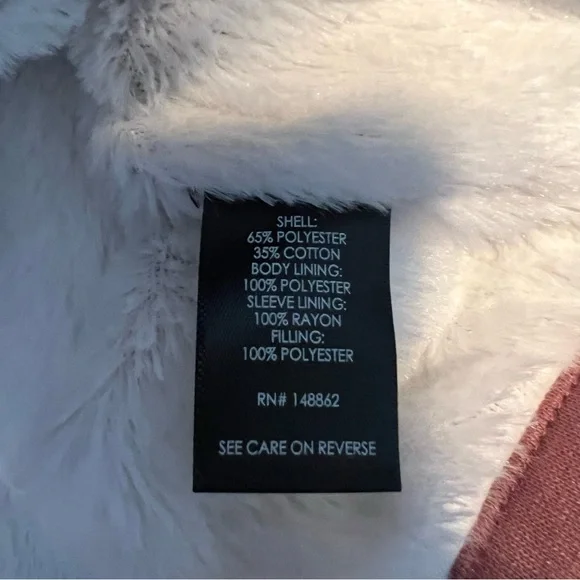 SHELL:
65% POLYESTER
35% COTTON
BODY LINING:
100% POLYESTER
SLEEVE LINING:
100% RAYON
FILLING:
100% POLYESTER
RN# 148862
SEE CARE ON REVERSE